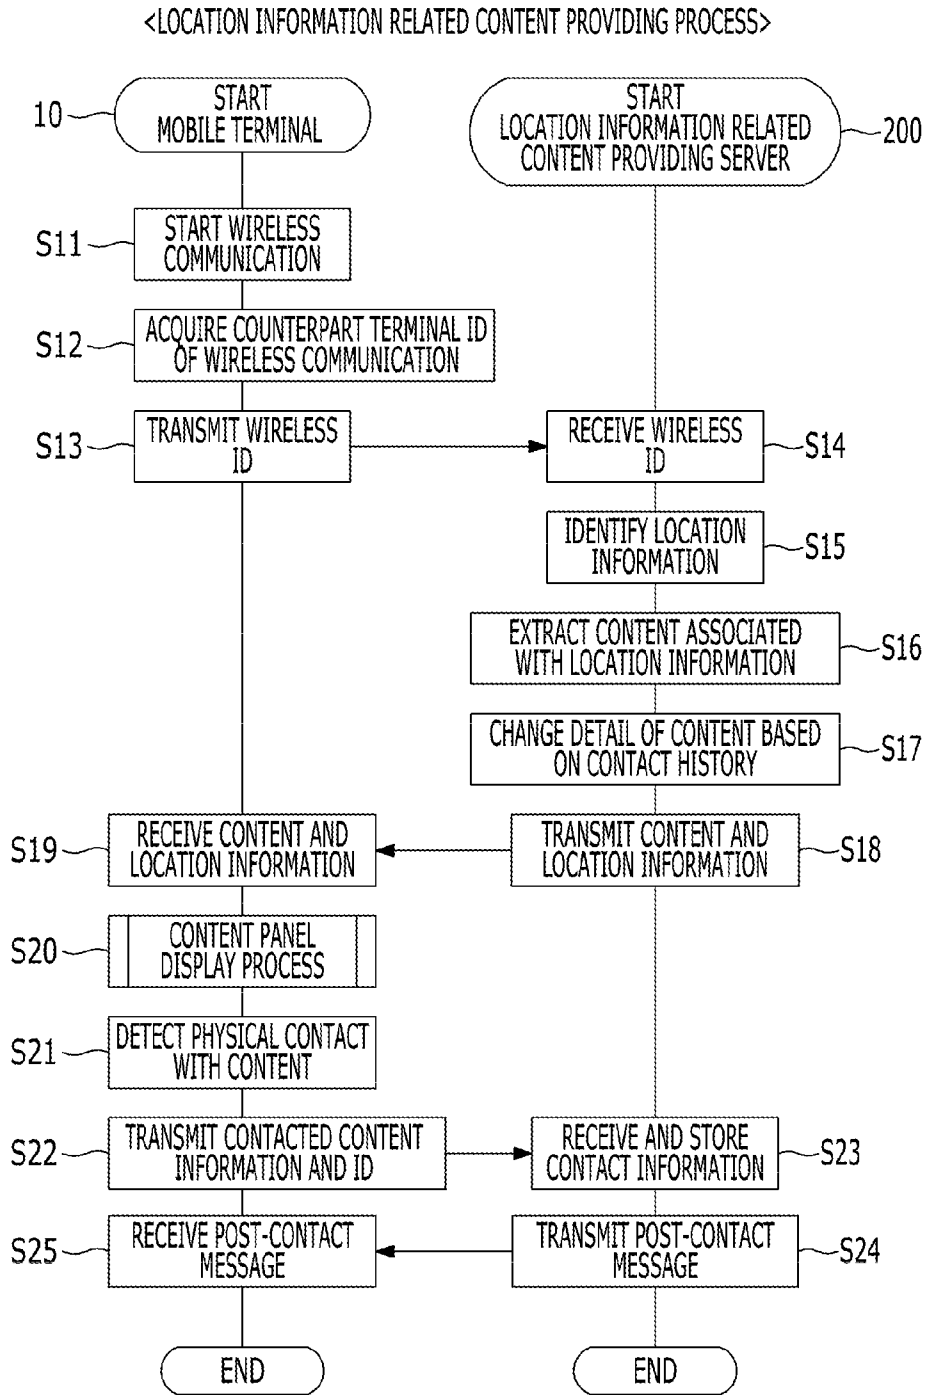 <LOCATION INFORMATION RELATED CONTENT PROVIDING PROCESS>
10
START
MOBILE TERMINAL
START
LOCATION INFORMATION RELATED
CONTENT PROVIDING SERVER
200
S11
START WIRELESS
COMMUNICATION
S12
ACQUIRE COUNTERPART TERMINAL ID
OF WIRELESS COMMUNICATION
S13
TRANSMIT WIRELESS
ID
RECEIVE WIRELESS
ID
S14
IDENTIFY LOCATION
INFORMATION
S15
EXTRACT CONTENT ASSOCIATED
WITH LOCATION INFORMATION
S16
CHANGE DETAIL OF CONTENT BASED
ON CONTACT HISTORY
S17
S19
RECEIVE CONTENT AND
LOCATION INFORMATION
TRANSMIT CONTENT AND
LOCATION INFORMATION
S18
S20
CONTENT PANEL
DISPLAY PROCESS
S21
DETECT PHYSICAL CONTACT
WITH CONTENT
S22
TRANSMIT CONTACTED CONTENT
INFORMATION AND ID
RECEIVE AND STORE
CONTACT INFORMATION
S23
S25
RECEIVE POST-CONTACT
MESSAGE
TRANSMIT POST-CONTACT
MESSAGE
S24
END
END